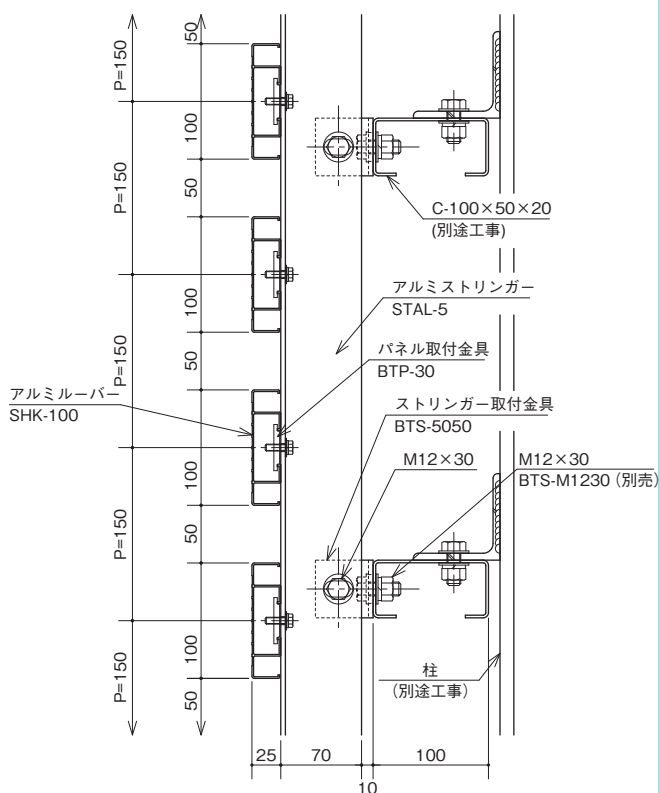 P=150
P=150
P=150
P=150
P=150
50
100
50
100
50
100
50
100
50
C-100×50×20
(別途工事)
アルミストリンガー
STAL-5
パネル取付金具
BTP-30
アルミルーバー
SHK-100
ストリンガー取付金具
BTS-5050
M12×30
M12×30
BTS-M1230 (別売)
柱
(別途工事)
25
70
10
100